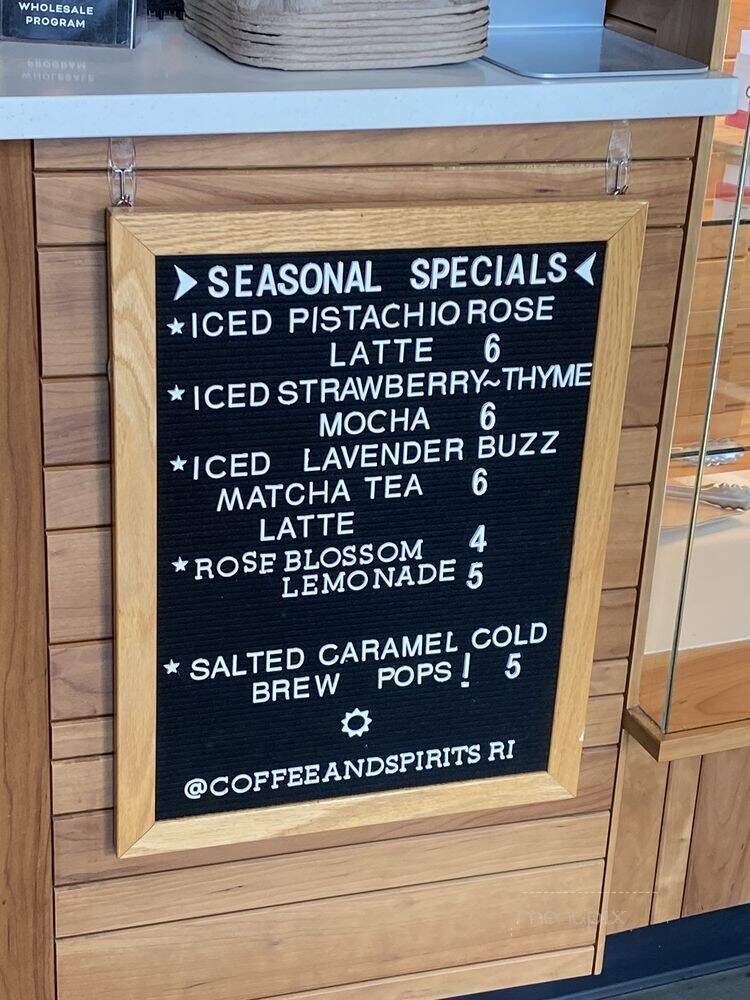 WHOLESALE
PROGRAM
SEASONAL SPECIALS
★ICED PISTACHIO ROSE
LATTE 6
★ICED STRAWBERRY~THYME
MOCHA 6
★ICED LAVENDER BUZZ
MATCHA TEA 6
LATTE
★ROSE BLOSSOM 4
LEMONADE 5
★SALTED CARAMEL COLD
BREW POPS! 5
@COFFEEANDSPIRITS RI
menupix